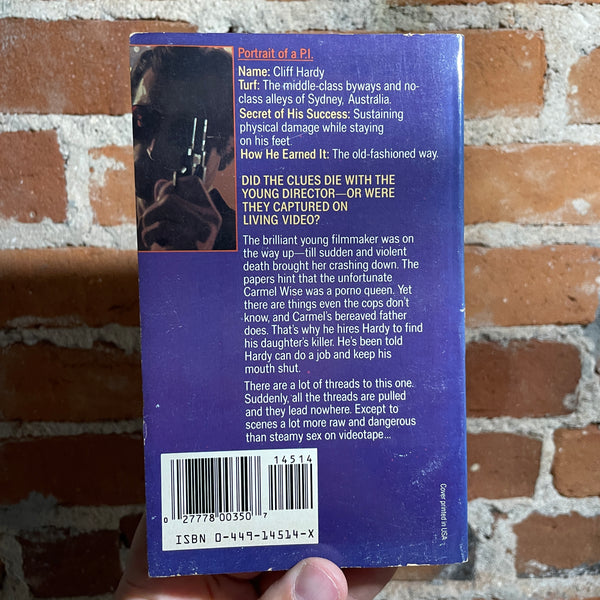 Portrait of a P.I.
Name: Cliff Hardy
Turf: The middle-class byways and no-
class alleys of Sydney, Australia.
Secret of His Success: Sustaining
physical damage while staying
on his feet.
How He Earned It: The old-fashioned way.
DID THE CLUES DIE WITH THE
YOUNG DIRECTOR—OR WERE
THEY CAPTURED ON
LIVING VIDEO?
The brilliant young filmmaker was on
the way up—till sudden and violent
death brought her crashing down. The
papers hint that the unfortunate
Carmel Wise was a porno queen. Yet
there are things even the cops don't
know, and Carmel's bereaved father
does. That's why he hires Hardy to find
his daughter's killer. He's been told
Hardy can do a job and keep his
mouth shut.
There are a lot of threads to this one.
Suddenly, all the threads are pulled
and they lead nowhere. Except to
scenes a lot more raw and dangerous
than steamy sex on videotape...
14514
0 27778 00350 7
ISBN 0-449-14514-X
Cover printed in USA